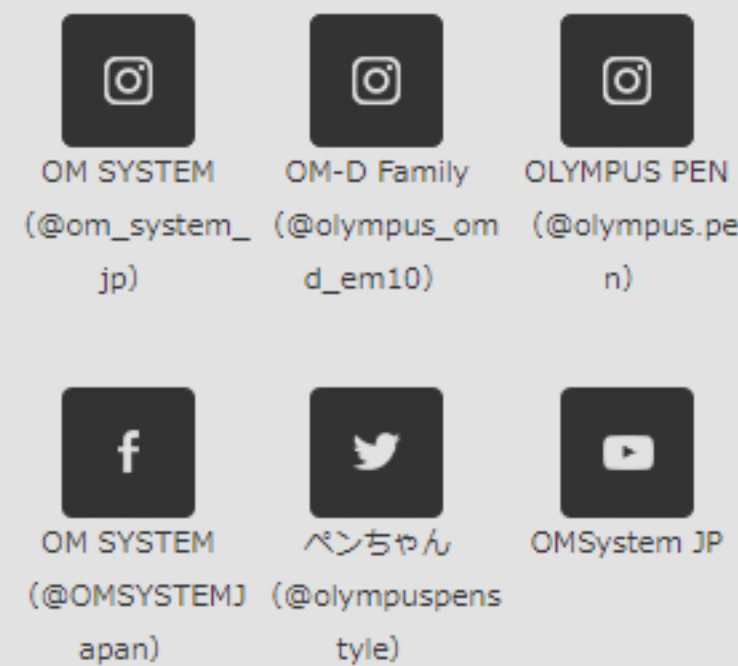 OM SYSTEM
（@om_system_
jp）
OM-D Family
（@olympus_om
d_em10）
OLYMPUS PEN
（@olympus.pe
n）
OM SYSTEM
（@OMSYSTEMJ
apan）
ペンちゃん
（@olympuspens
tyle）
OMSystem JP